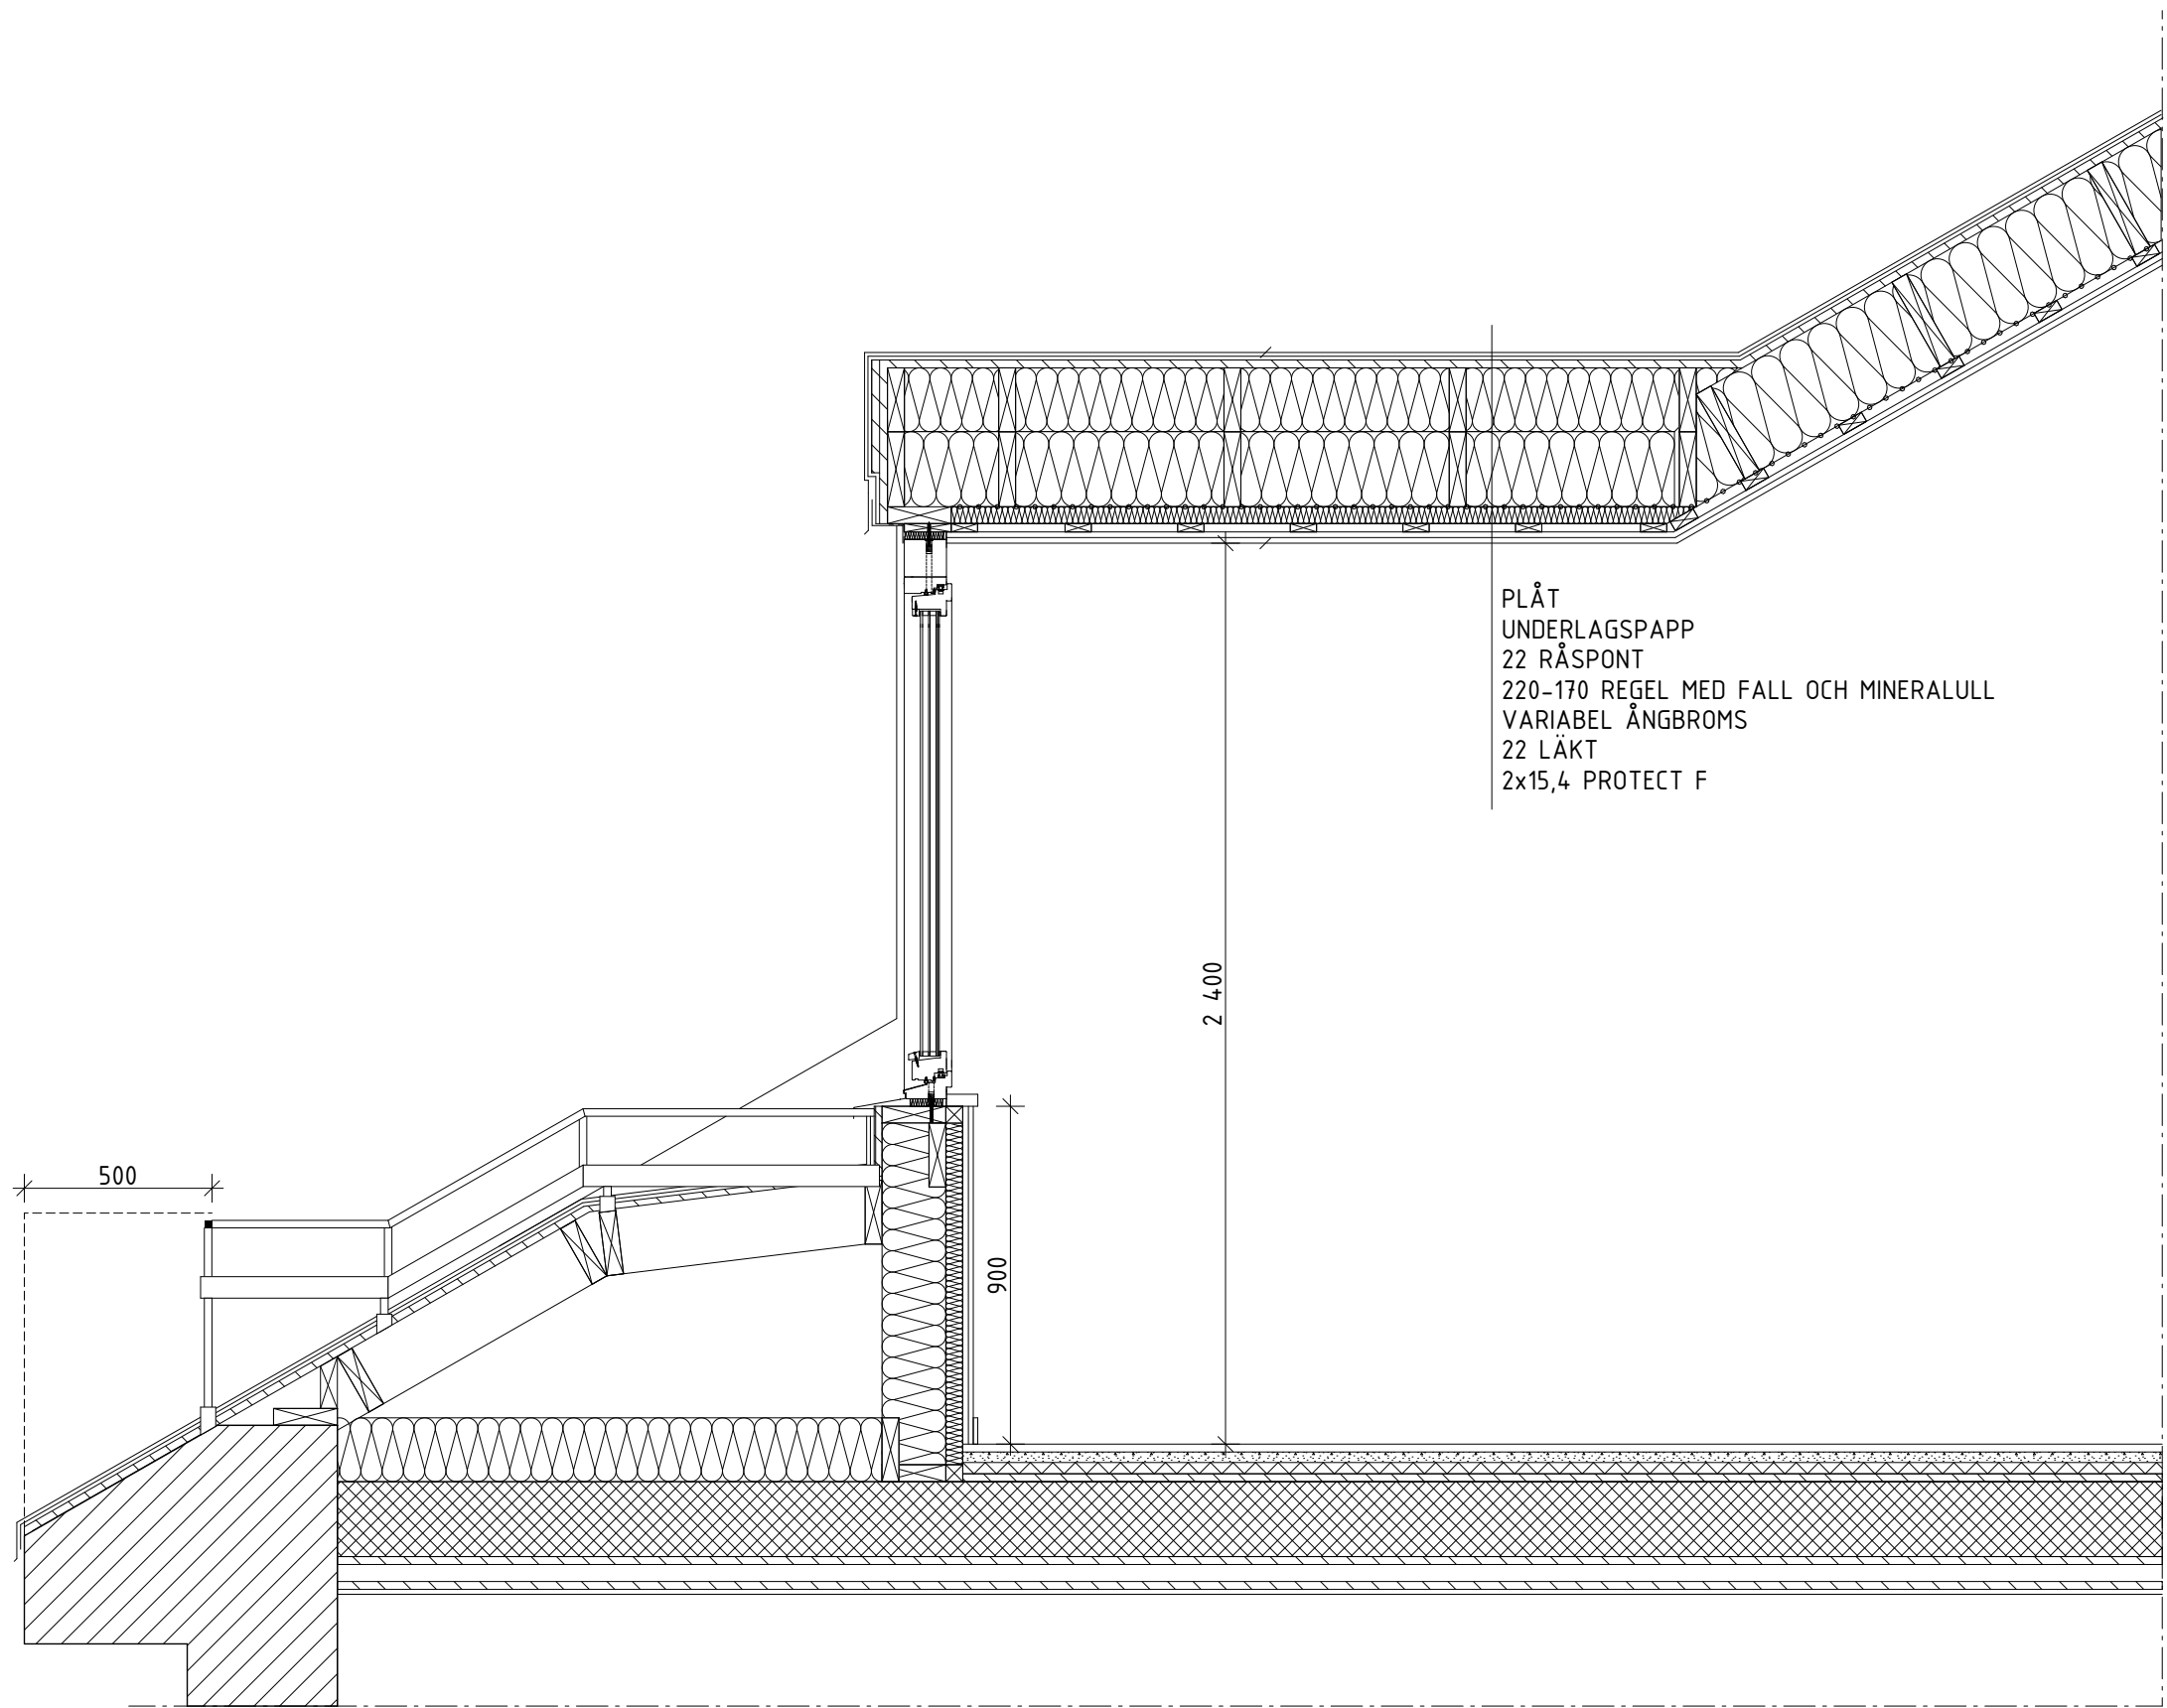 PLÅT
UNDERLAGSPAPP
22 RÅSPONT
220-170 REGEL MED FALL OCH MINERALULL
VARIABEL ÅNGBROMS
22 LÄKT
2x15,4 PROTECT F
2 400
500
900